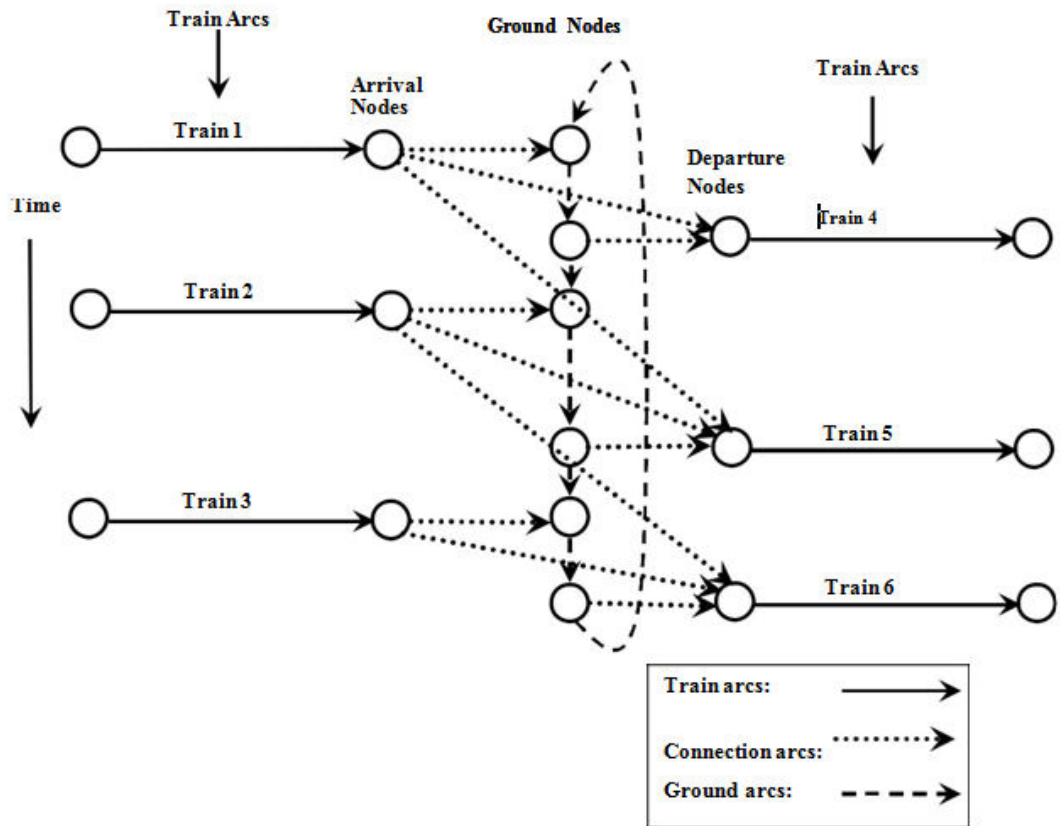 Train Arcs
Ground Nodes
Train Arcs
Arrival
Nodes
Train 1
Departure
Nodes
Time
Train 4
Train 2
Train 5
Train 3
Train 6
Train arcs:
Connection arcs:
Ground arcs: